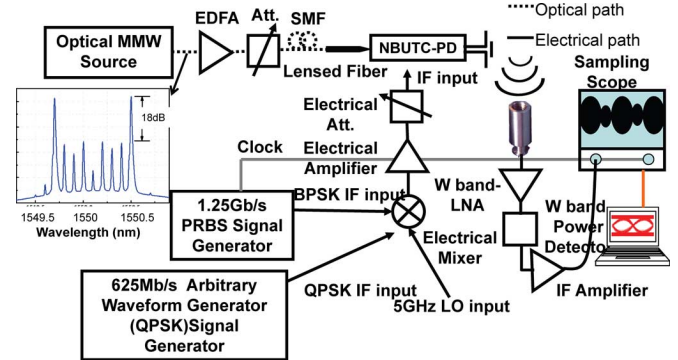 EDFA
Att.
SMF
Optical path
Electrical path
Optical MMW
Source
NBUTC-PD
Lensed Fiber
IF input
Sampling
Scope
18dB
Electrical
Att.
Clock
Electrical
Amplifier
1549.5 1550 1550.5
Wavelength (nm)
BPSK IF input
1.25Gb/s
PRBS Signal
Generator
W band-
LNA
W band
Power
Detecto
Electrical
Mixer
IF Amplifier
625Mb/s Arbitrary
Waveform Generator
(QPSK)Signal
Generator
QPSK IF input
5GHz LO input